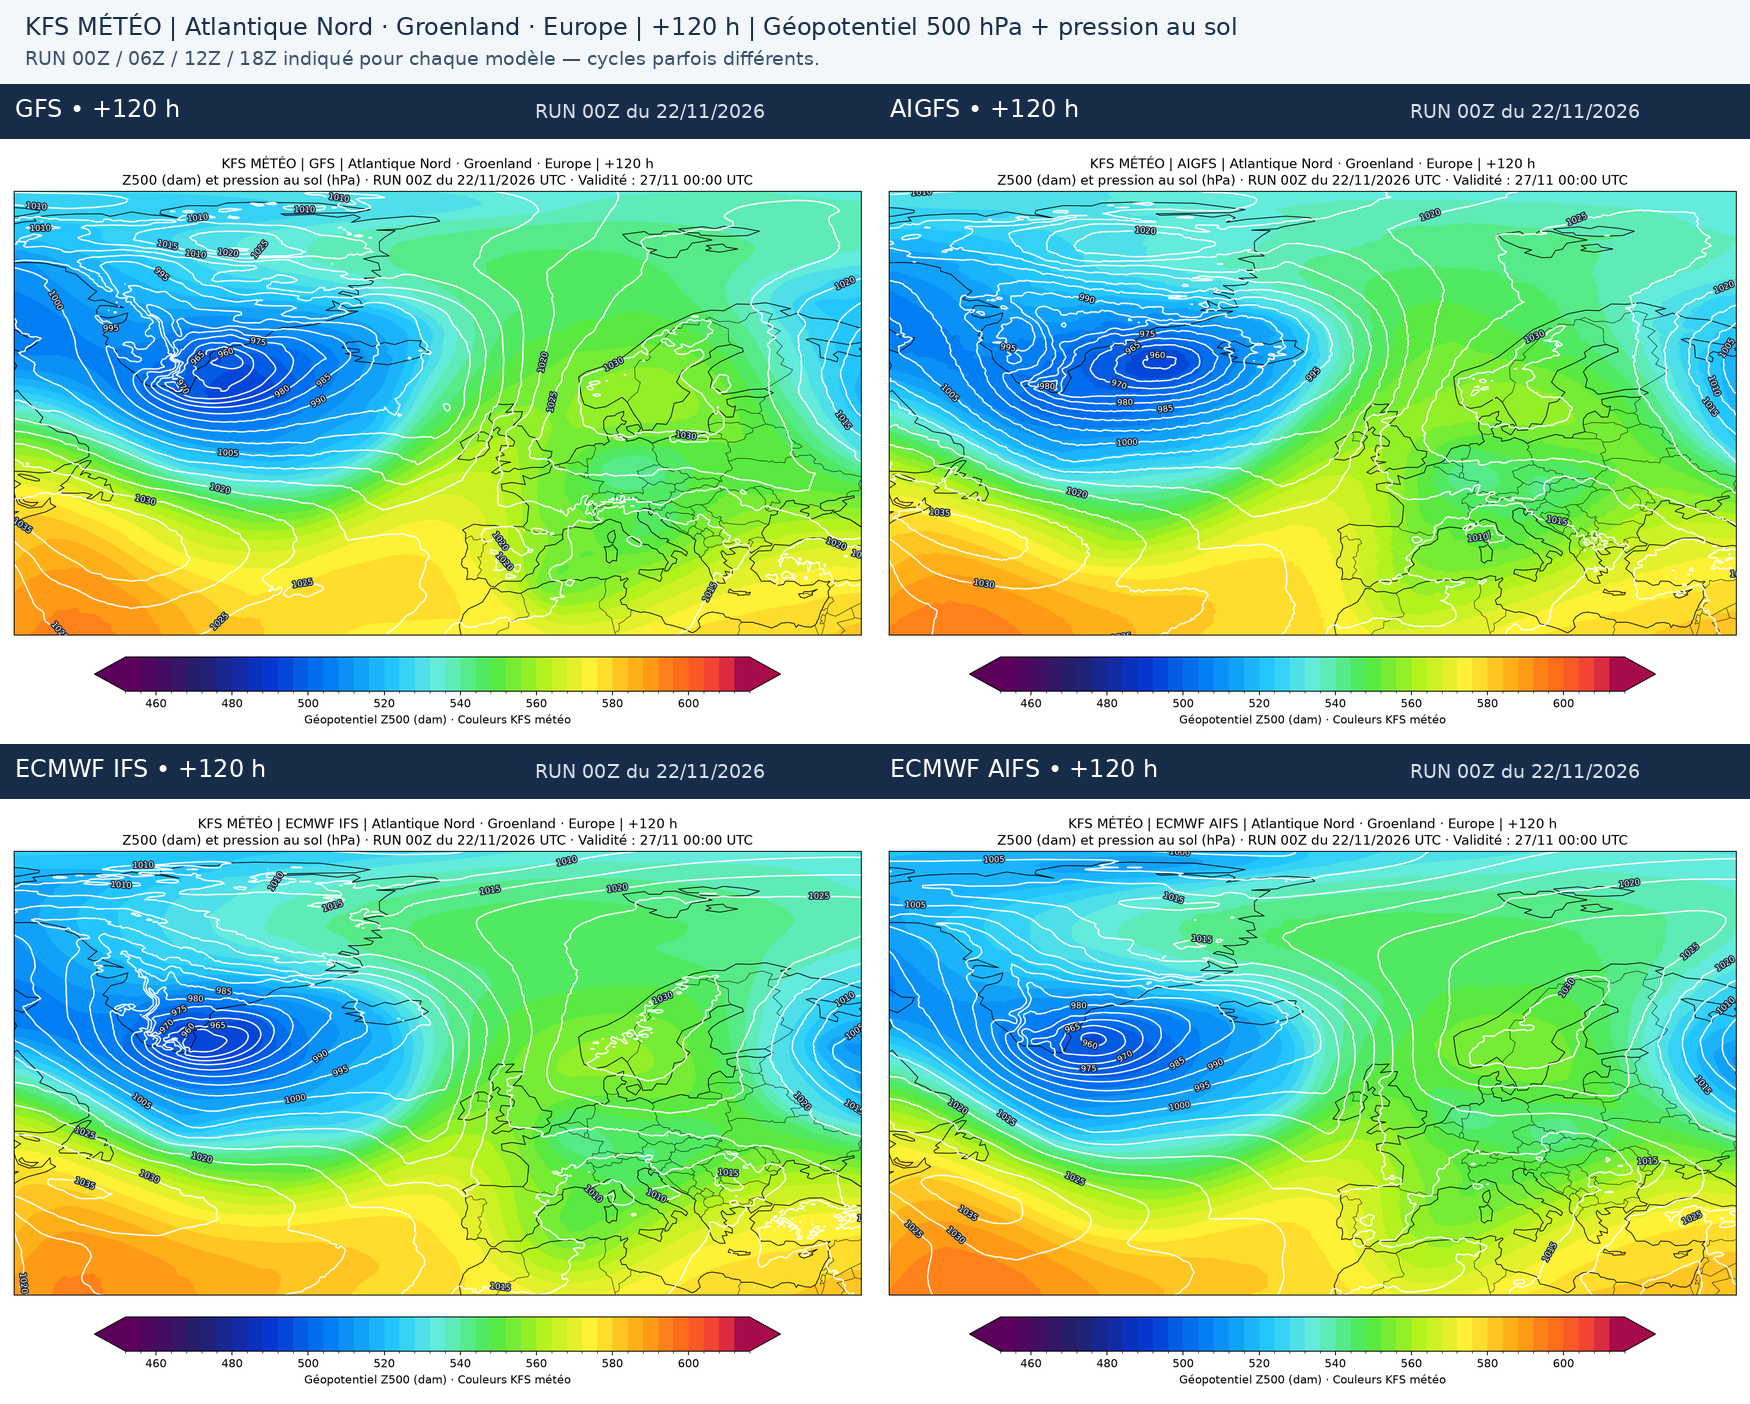 KFS MÉTÉO | Atlantique Nord · Groenland · Europe | +120 h | Géopotentiel 500 hPa + pression au sol
RUN 00Z / 06Z / 12Z / 18Z indiqué pour chaque modèle — cycles parfois différents.
GFS • +120 h
RUN 00Z du 22/11/2026
AIGFS • +120 h
RUN 00Z du 22/11/2026
KFS MÉTÉO | GFS | Atlantique Nord · Groenland · Europe | +120 h
Z500 (dam) et pression au sol (hPa) · RUN 00Z du 22/11/2026 UTC · Validité : 27/11 00:00 UTC
KFS MÉTÉO | AIGFS | Atlantique Nord · Groenland · Europe | +120 h
Z500 (dam) et pression au sol (hPa) · RUN 00Z du 22/11/2026 UTC · Validité : 27/11 00:00 UTC
460 480 500 520 540 560 580 600
Géopotentiel Z500 (dam) · Couleurs KFS météo
460 480 500 520 540 560 580 600
Géopotentiel Z500 (dam) · Couleurs KFS météo
ECMWF IFS • +120 h
RUN 00Z du 22/11/2026
ECMWF AIFS • +120 h
RUN 00Z du 22/11/2026
KFS MÉTÉO | ECMWF IFS | Atlantique Nord · Groenland · Europe | +120 h
Z500 (dam) et pression au sol (hPa) · RUN 00Z du 22/11/2026 UTC · Validité : 27/11 00:00 UTC
KFS MÉTÉO | ECMWF AIFS | Atlantique Nord · Groenland · Europe | +120 h
Z500 (dam) et pression au sol (hPa) · RUN 00Z du 22/11/2026 UTC · Validité : 27/11 00:00 UTC
460 480 500 520 540 560 580 600
Géopotentiel Z500 (dam) · Couleurs KFS météo
460 480 500 520 540 560 580 600
Géopotentiel Z500 (dam) · Couleurs KFS météo